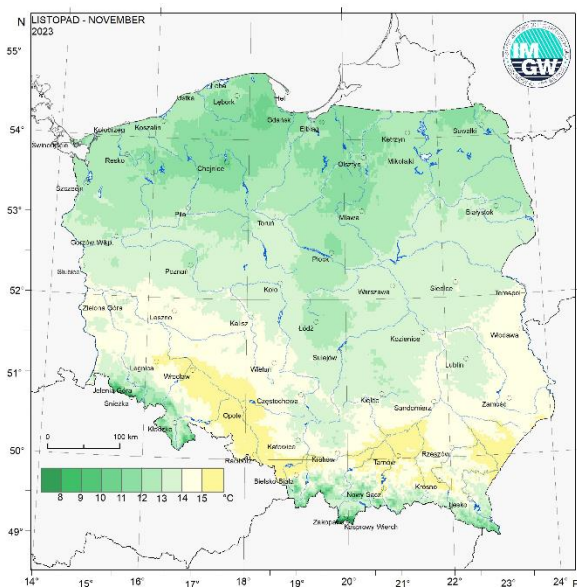 N
LISTOPAD - NOVEMBER
2023
IMGW
55°
54°
53°
52°
51°
50°
49°
Łeba
Ustka
Lębork
Hel
Gdańsk
Elbląg
Kołobrzeg
Koszalin
Świnoujście
Resko
Chojnice
Olsztyn
Kętrzyn
Mikołajki
Suwałki
Szczecin
Piła
Toruń
Mława
Białystok
Gorzów Wlkp.
Słubice
Poznań
Koło
Płock
Warszawa
Siedlce
Terespol
Zielona Góra
Leszno
Kalisz
Łódź
Sulejów
Kozienice
Włodawa
Legnica
Wrocław
Wieluń
Lublin
Jelenia Góra
Śnieżka
Kłodzko
Opole
Częstochowa
Kielce
Sandomierz
Zamość
Racibórz
Katowice
Kraków
Tarnów
Rzeszów
Bielsko-Biała
Nowy Sącz
Krosno
Lesko
Zakopane
Kasprowy Wierch
0 100 km
8 9 10 11 12 13 14 15 °C
14° 15° 16° 17° 18° 19° 20° 21° 22° 23° 24° E